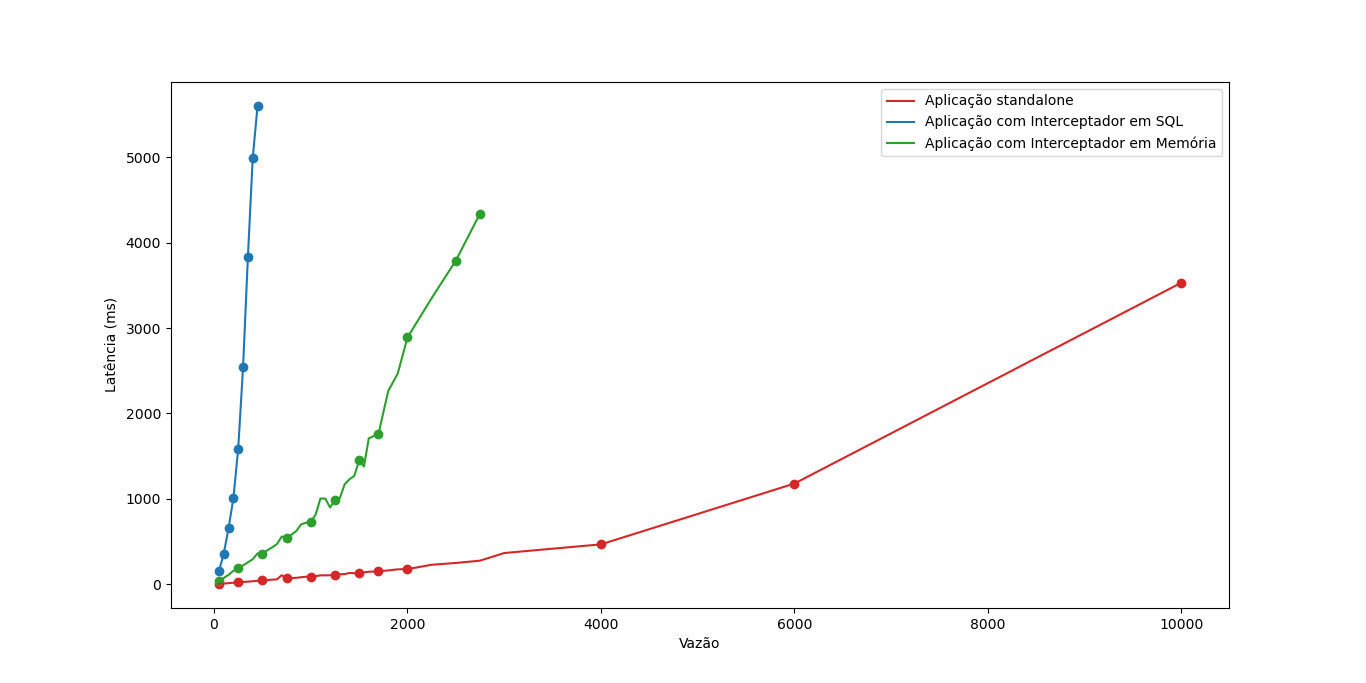 Aplicação standalone
Aplicação com Interceptador em SQL
Aplicação com Interceptador em Memória
Latência (ms)
5000
4000
3000
2000
1000
0
0 2000 4000 6000 8000 10000
Vazão